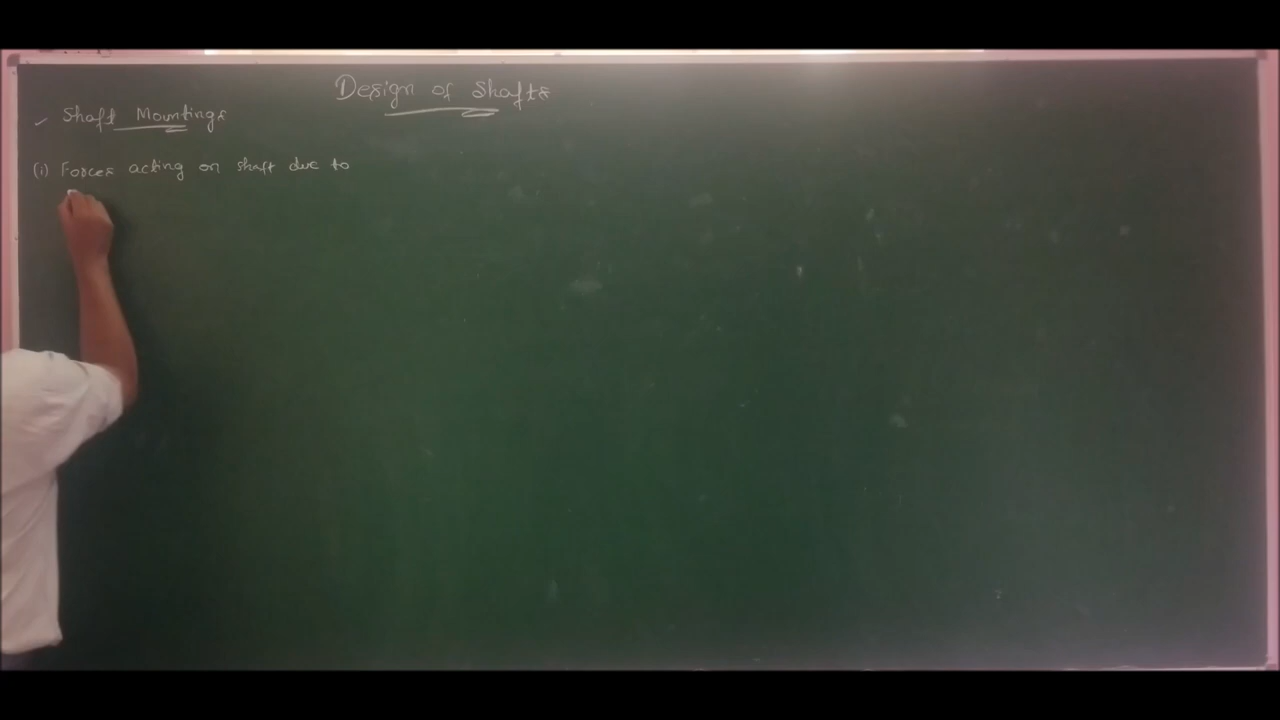 Design of Shafts
Shaft Mountings
(i) Forces acting on shaft due to